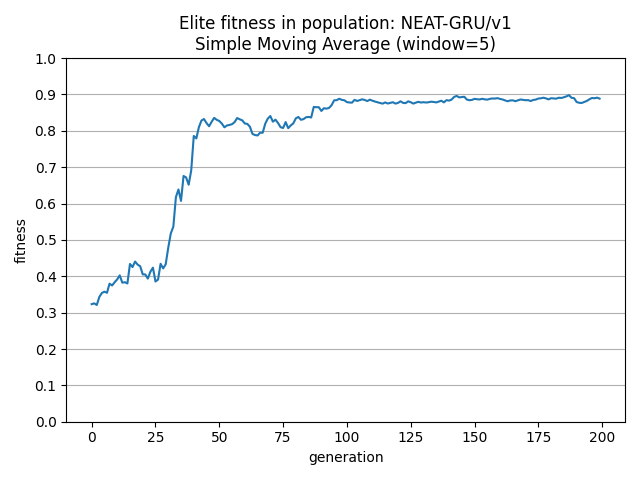 Elite fitness in population: NEAT-GRU/v1
Simple Moving Average (window=5)
1.0
0.9
0.8
0.7
0.6
0.5
0.4
0.3
0.2
0.1
0.0
fitness
0 25 50 75 100 125 150 175 200
generation